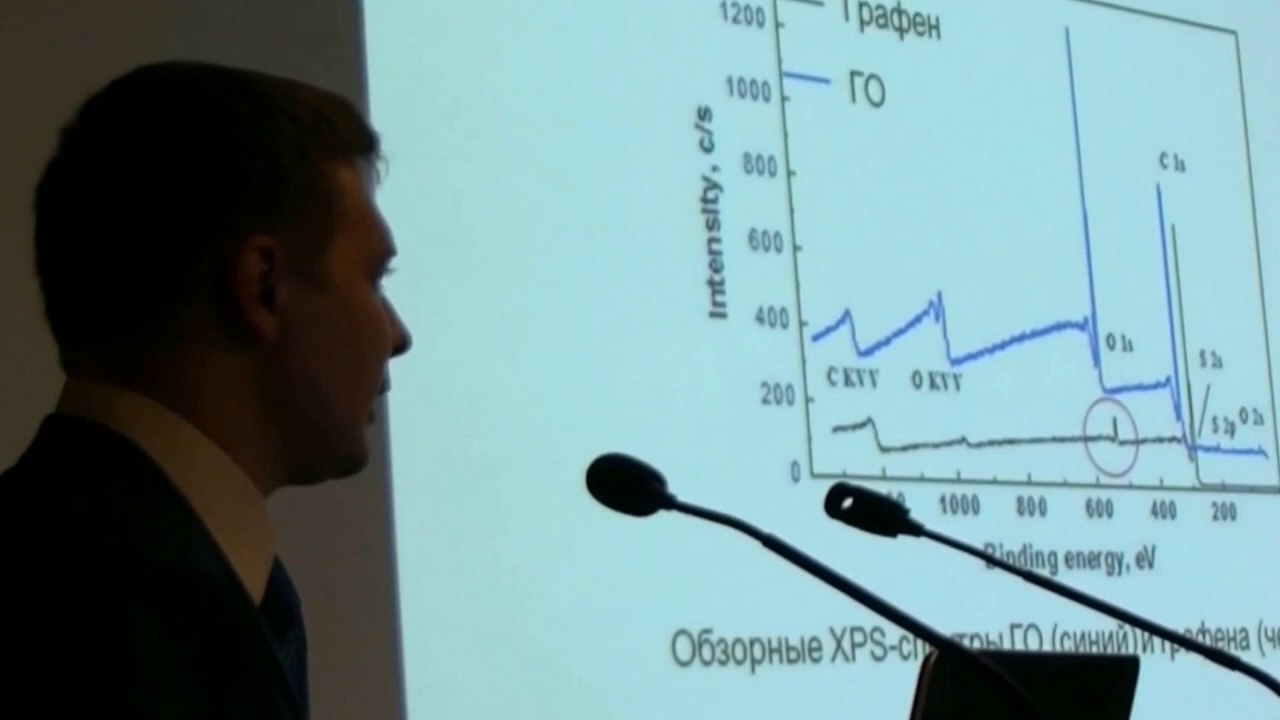 1200
Графен
1000
ГО
800
600
400
200
0
Intensity, c/s
C 1s
O 1s
S 2s
S 2p
O 2s
C KVV
O KVV
1000
800
600
400
200
Binding energy, eV
Обзорные XPS-спектры ГО (синий) и графена